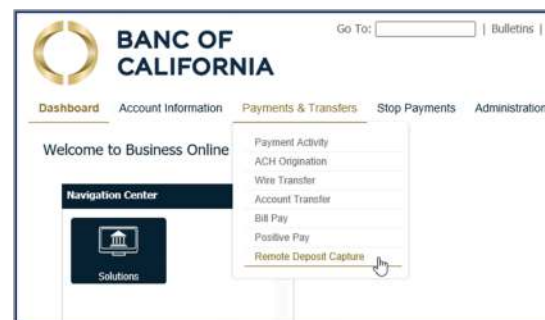 BANC OF
CALIFORNIA
Go To: | Bulletins |
Dashboard Account Information Payments & Transfers Stop Payments Administration
Welcome to Business Online
Payment Activity
ACH Origination
Wire Transfer
Account Transfer
Bill Pay
Positive Pay
Remote Deposit Capture
Navigation Center
Solutions